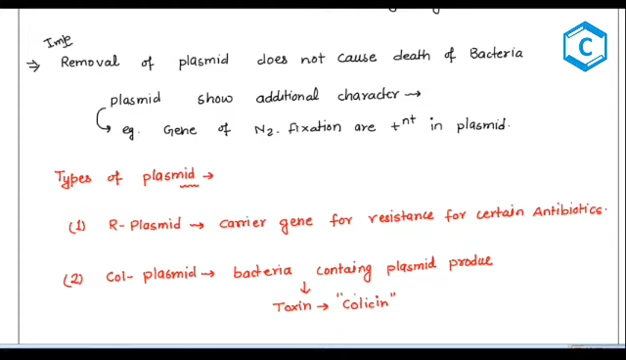 Imp
⇒ Removal of plasmid does not cause death of Bacteria
plasmid show additional character →
eg. Gene of N2. fixation are +nt in plasmid.
Types of plasmid →
(1) R-Plasmid → carrier gene for resistance for certain Antibiotics.
(2) Col-plasmid → bacteria containg plasmid produe
↓
Toxin → "Colicin"
C